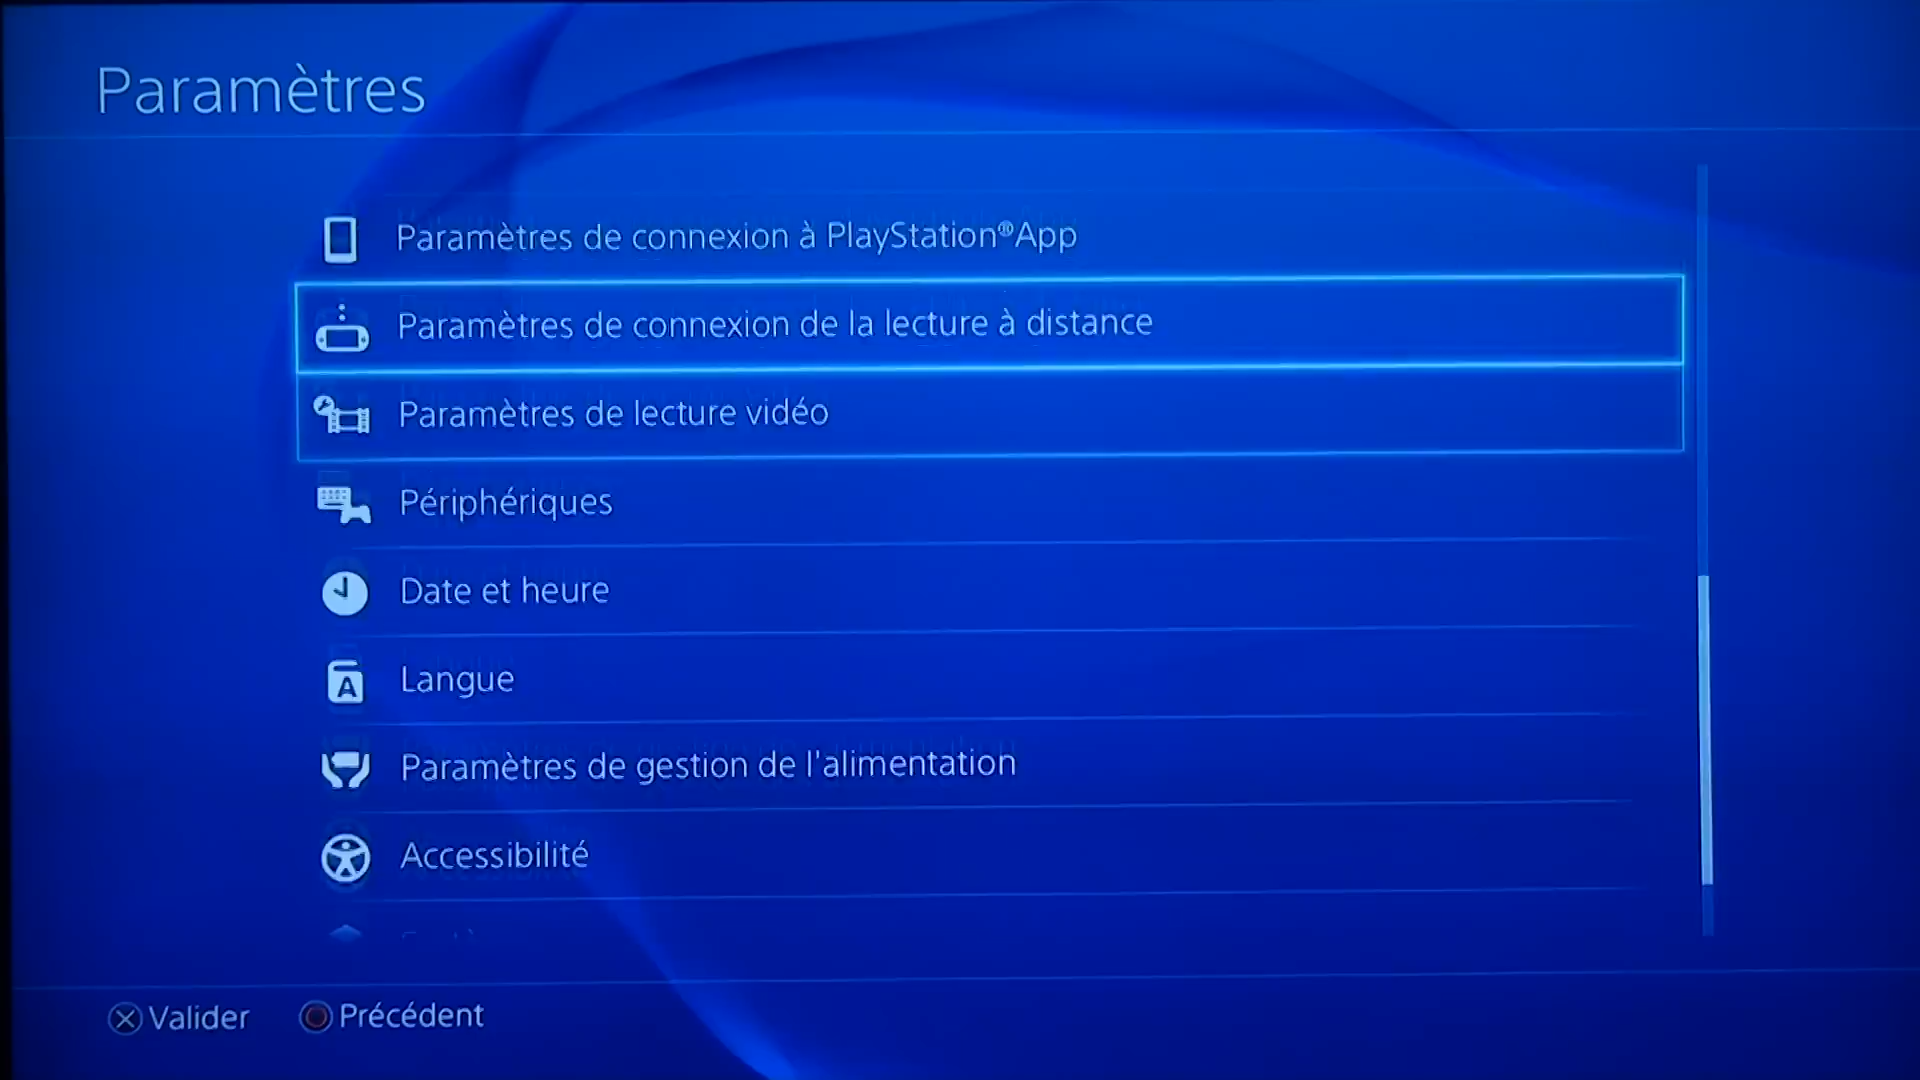 Paramètres
Paramètres de connexion à PlayStation®App
Paramètres de connexion de la lecture à distance
Paramètres de lecture vidéo
Périphériques
Date et heure
Langue
Paramètres de gestion de l'alimentation
Accessibilité
Valider
Précédent